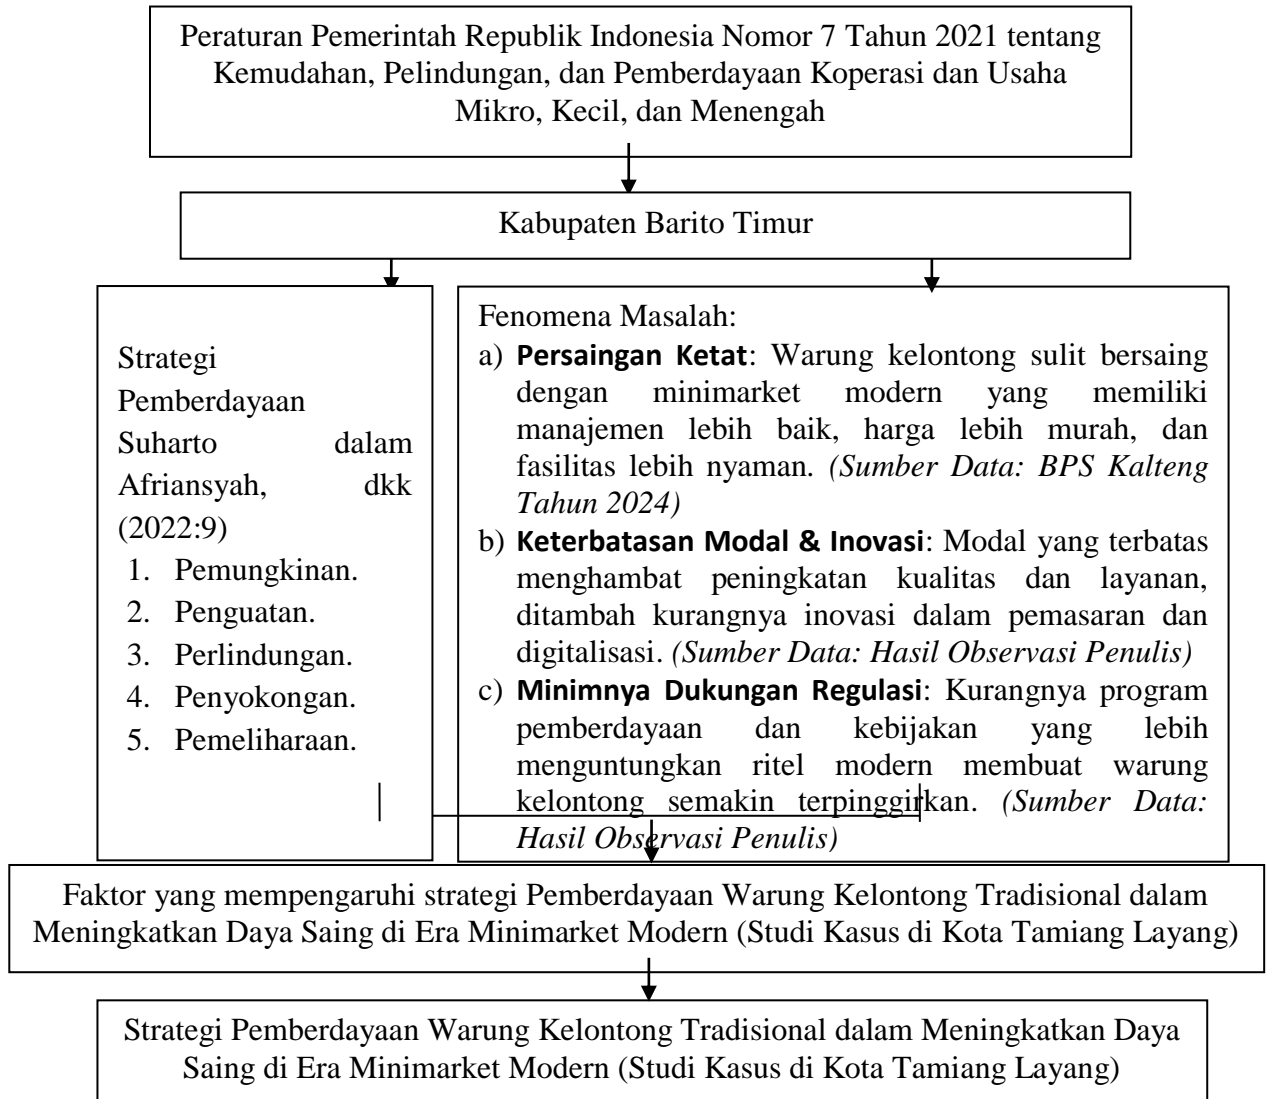 Peraturan Pemerintah Republik Indonesia Nomor 7 Tahun 2021 tentang
Kemudahan, Pelindungan, dan Pemberdayaan Koperasi dan Usaha
Mikro, Kecil, dan Menengah
Kabupaten Barito Timur
Strategi
Pemberdayaan
Suharto dalam
Afriansyah, dkk
(2022:9)
1. Pemungkinan.
2. Penguatan.
3. Perlindungan.
4. Penyokongan.
5. Pemeliharaan.
Fenomena Masalah:
a) Persaingan Ketat: Warung kelontong sulit bersaing
dengan minimarket modern yang memiliki
manajemen lebih baik, harga lebih murah, dan
fasilitas lebih nyaman. (Sumber Data: BPS Kalteng
Tahun 2024)
b) Keterbatasan Modal & Inovasi: Modal yang terbatas
menghambat peningkatan kualitas dan layanan,
ditambah kurangnya inovasi dalam pemasaran dan
digitalisasi. (Sumber Data: Hasil Observasi Penulis)
c) Minimnya Dukungan Regulasi: Kurangnya program
pemberdayaan dan kebijakan yang lebih
menguntungkan ritel modern membuat warung
kelontong semakin terpinggirkan. (Sumber Data:
Hasil Observasi Penulis)
Faktor yang mempengaruhi strategi Pemberdayaan Warung Kelontong Tradisional dalam
Meningkatkan Daya Saing di Era Minimarket Modern (Studi Kasus di Kota Tamiang Layang)
Strategi Pemberdayaan Warung Kelontong Tradisional dalam Meningkatkan Daya
Saing di Era Minimarket Modern (Studi Kasus di Kota Tamiang Layang)